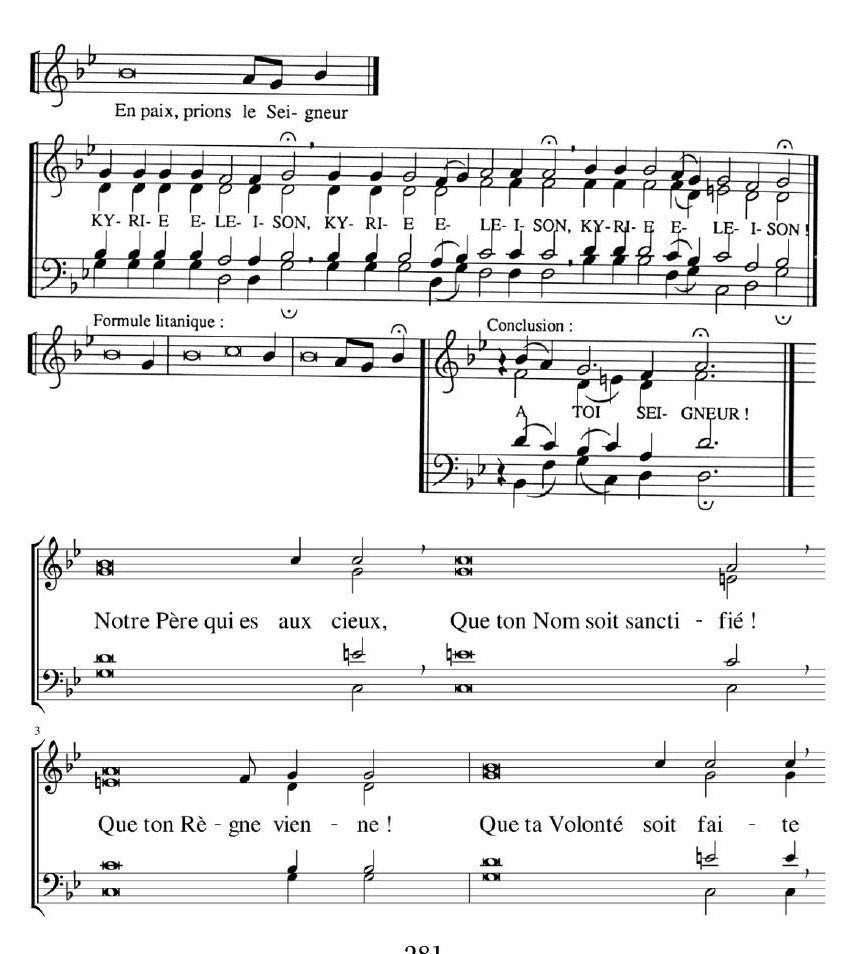 En paix, prions le Sei- gneur
KY- RI- E E- LE- I- SON, KY- RI- E E- LE- I- SON, KY- RI- E E- LE- I- SON !
Formule litanique :
Conclusion :
A TOI SEI- GNEUR !
Notre Père qui es aux cieux, Que ton Nom soit sancti - fié !
3
Que ton Rè - gne vien - ne ! Que ta Volonté soit fai - te
281